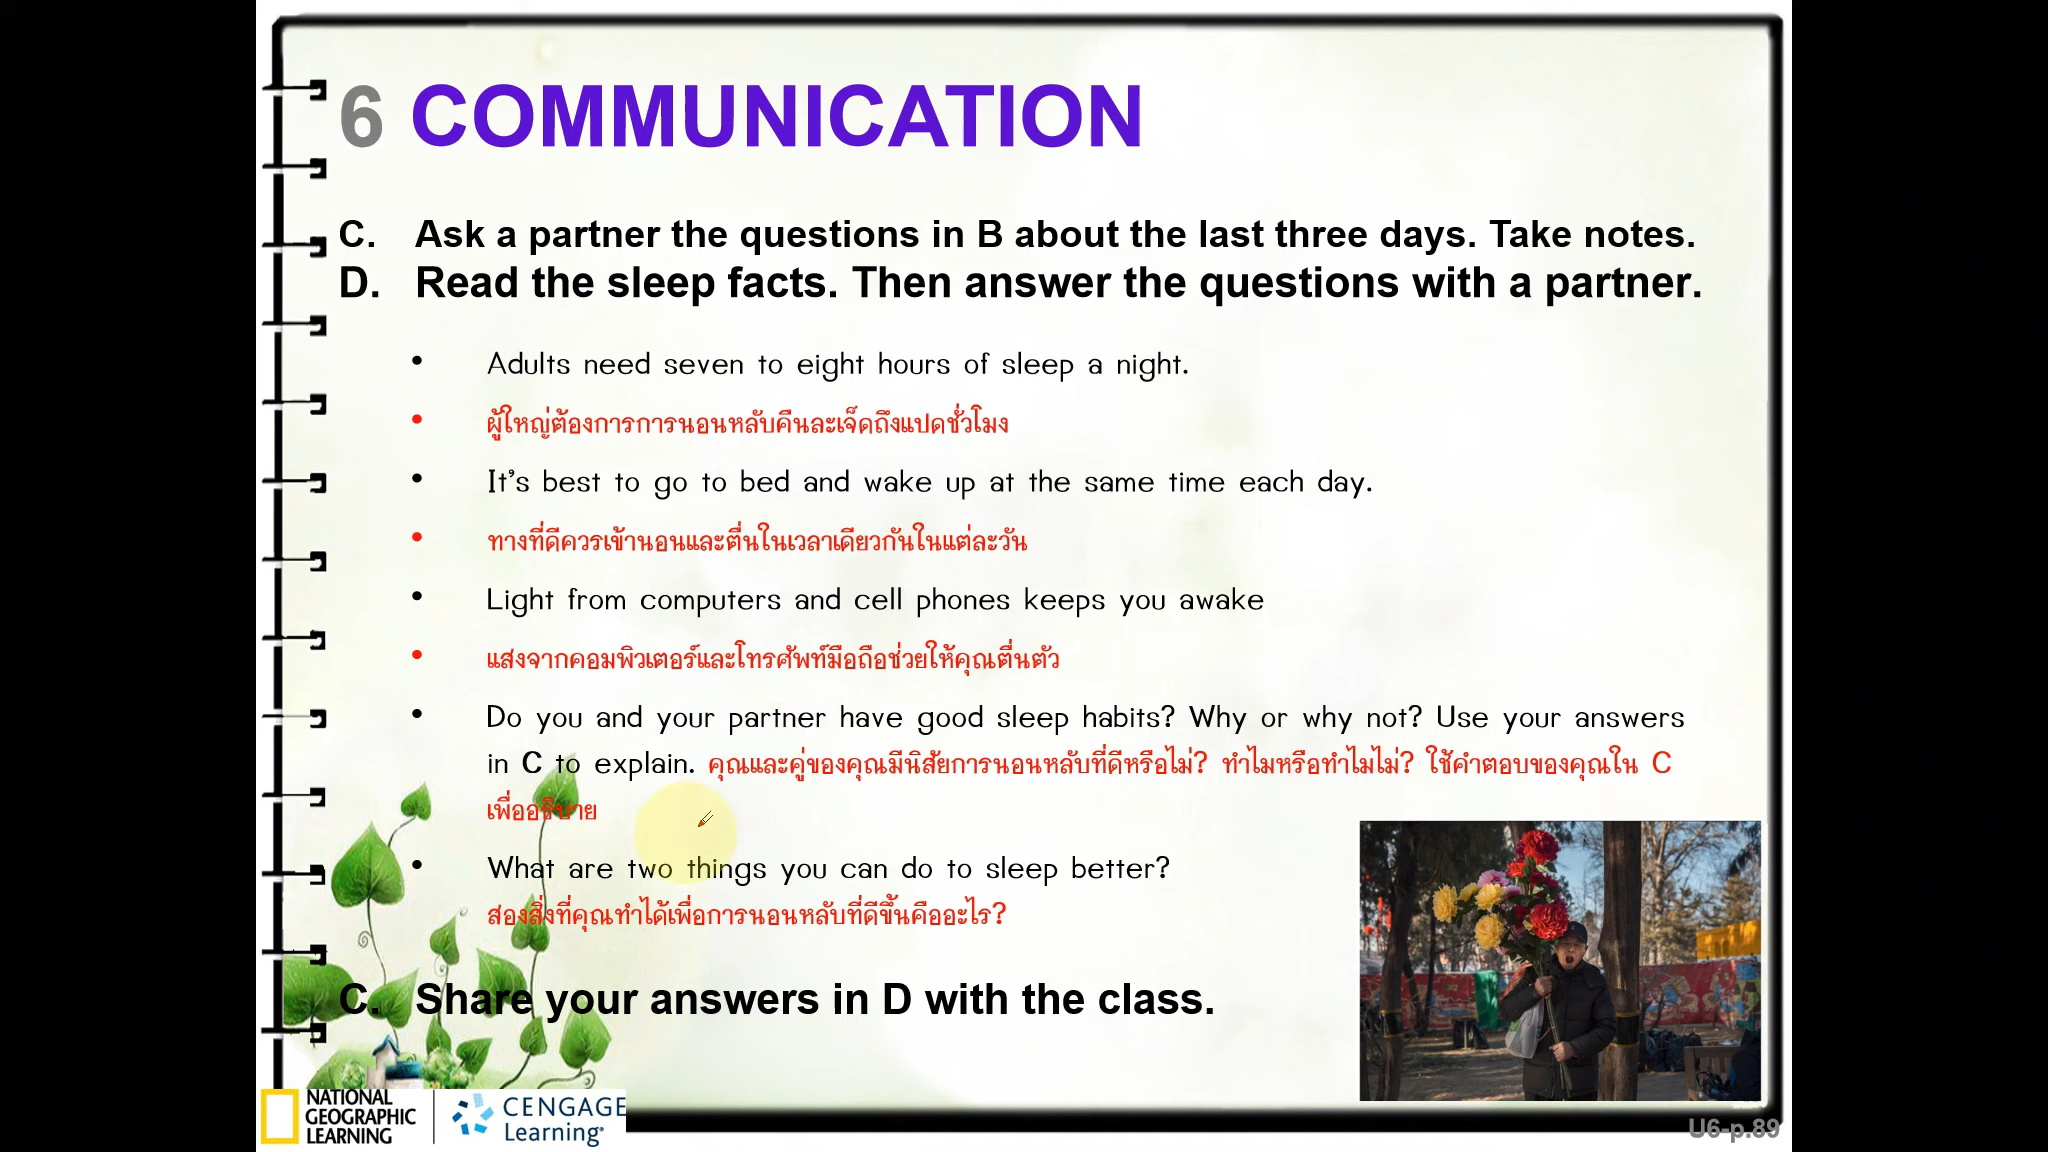 6 COMMUNICATION
C. Ask a partner the questions in B about the last three days. Take notes.
D. Read the sleep facts. Then answer the questions with a partner.
• Adults need seven to eight hours of sleep a night.
• ผู้ใหญ่ต้องการการนอนหลับคืนละเจ็ดถึงแปดชั่วโมง
• It's best to go to bed and wake up at the same time each day.
• ทางที่ดีควรเข้านอนและตื่นในเวลาเดียวกันในแต่ละวัน
• Light from computers and cell phones keeps you awake
• แสงจากคอมพิวเตอร์และโทรศัพท์มือถือช่วยให้คุณตื่นตัว
• Do you and your partner have good sleep habits? Why or why not? Use your answers
in C to explain. คุณและคู่ของคุณมีนิสัยการนอนหลับที่ดีหรือไม่? ทำไมหรือทำไมไม่? ใช้คำตอบของคุณใน C
เพื่ออธิบาย
• What are two things you can do to sleep better?
สองสิ่งที่คุณทำได้เพื่อการนอนหลับที่ดีขึ้นคืออะไร?
C. Share your answers in D with the class.
NATIONAL
GEOGRAPHIC
LEARNING
CENGAGE
Learning®
U6-p.89